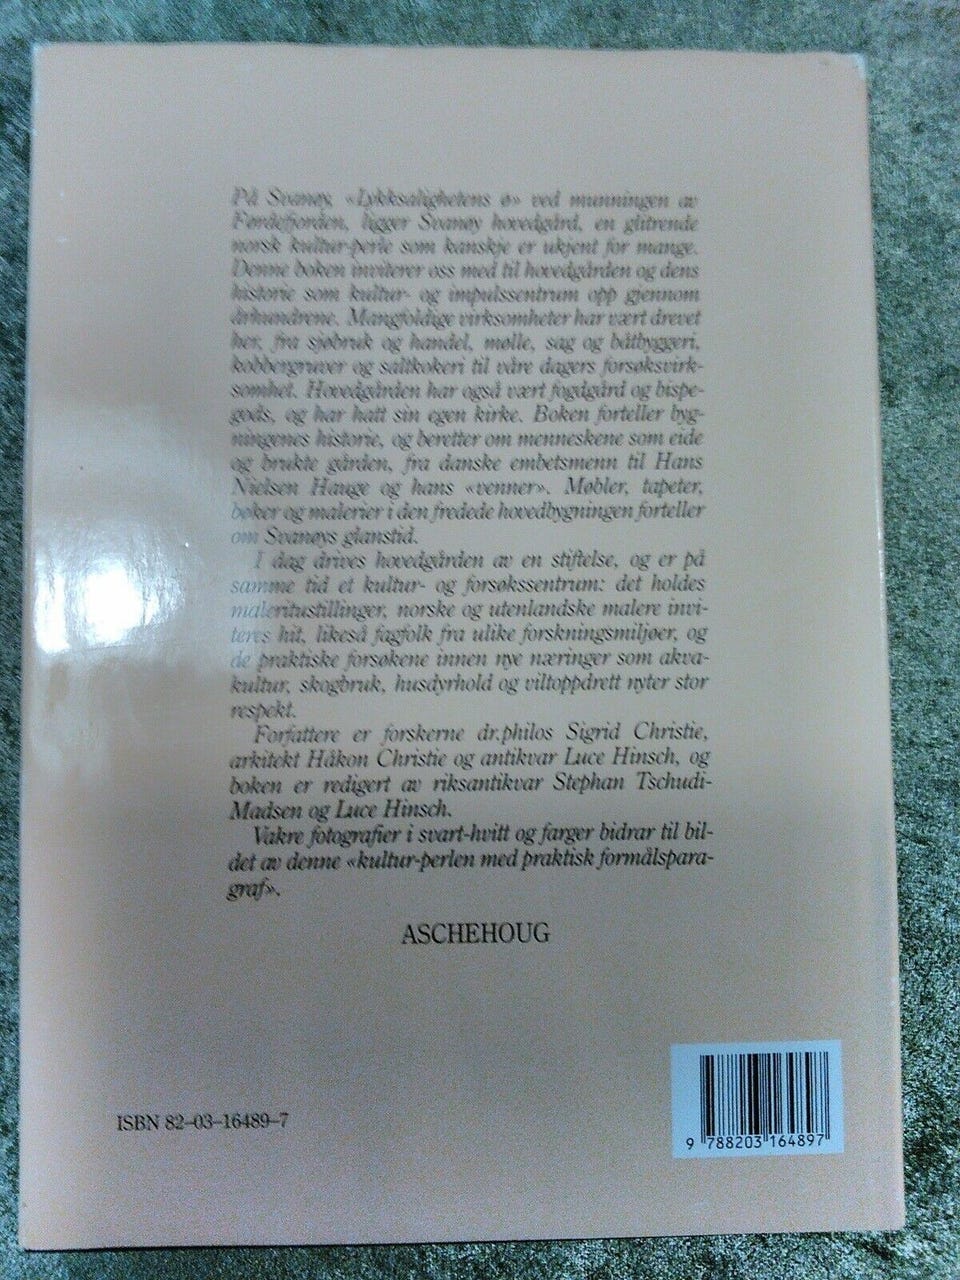 På Svanøy, «Lykksalighetens ø» ved munningen av
Førdefjorden, ligger Svanøy hovedgård, en glitrende
norsk kultur-perle som kanskje er ukjent for mange.
Denne boken inviterer oss med til hovedgården og dens
historie som kultur- og impulssentrum opp gjennom
århundrene. Mangfoldige virksomheter har vært drevet
her, fra sjøbruk og handel, mølle, sag og båtbyggeri,
kobbergruver og saltkokeri til våre dagers forsøksvirk-
somhet. Hovedgården har også vært fogdgård og bispe-
gods, og har hatt sin egen kirke. Boken forteller byg-
ningenes historie, og beretter om menneskene som eide
og brukte gården, fra danske embetsmenn til Hans
Nielsen Hauge og hans «venner». Møbler, tapeter,
bøker og malerier i den fredede hovedbygningen forteller
om Svanøys glanstid.
I dag drives hovedgården av en stiftelse, og er på
samme tid et kultur- og forsøkssentrum: det holdes
maleritustillinger, norske og utenlandske malere invi-
teres hit, likeså fagfolk fra ulike forskningsmiljøer, og
de praktiske forsøkene innen nye næringer som akva-
kultur, skogbruk, husdyrhold og viltoppdrett nyter stor
respekt.
Forfattere er forskerne dr.philos Sigrid Christie,
arkitekt Håkon Christie og antikvar Luce Hinsch, og
boken er redigert av riksantikvar Stephan Tschudi-
Madsen og Luce Hinsch.
Vakre fotografier i svart-hvitt og farger bidrar til bil-
det av denne «kultur-perlen med praktisk formålspara-
graf».
ASCHEHOUG
ISBN 82–03–16489–7
9 788203 164897